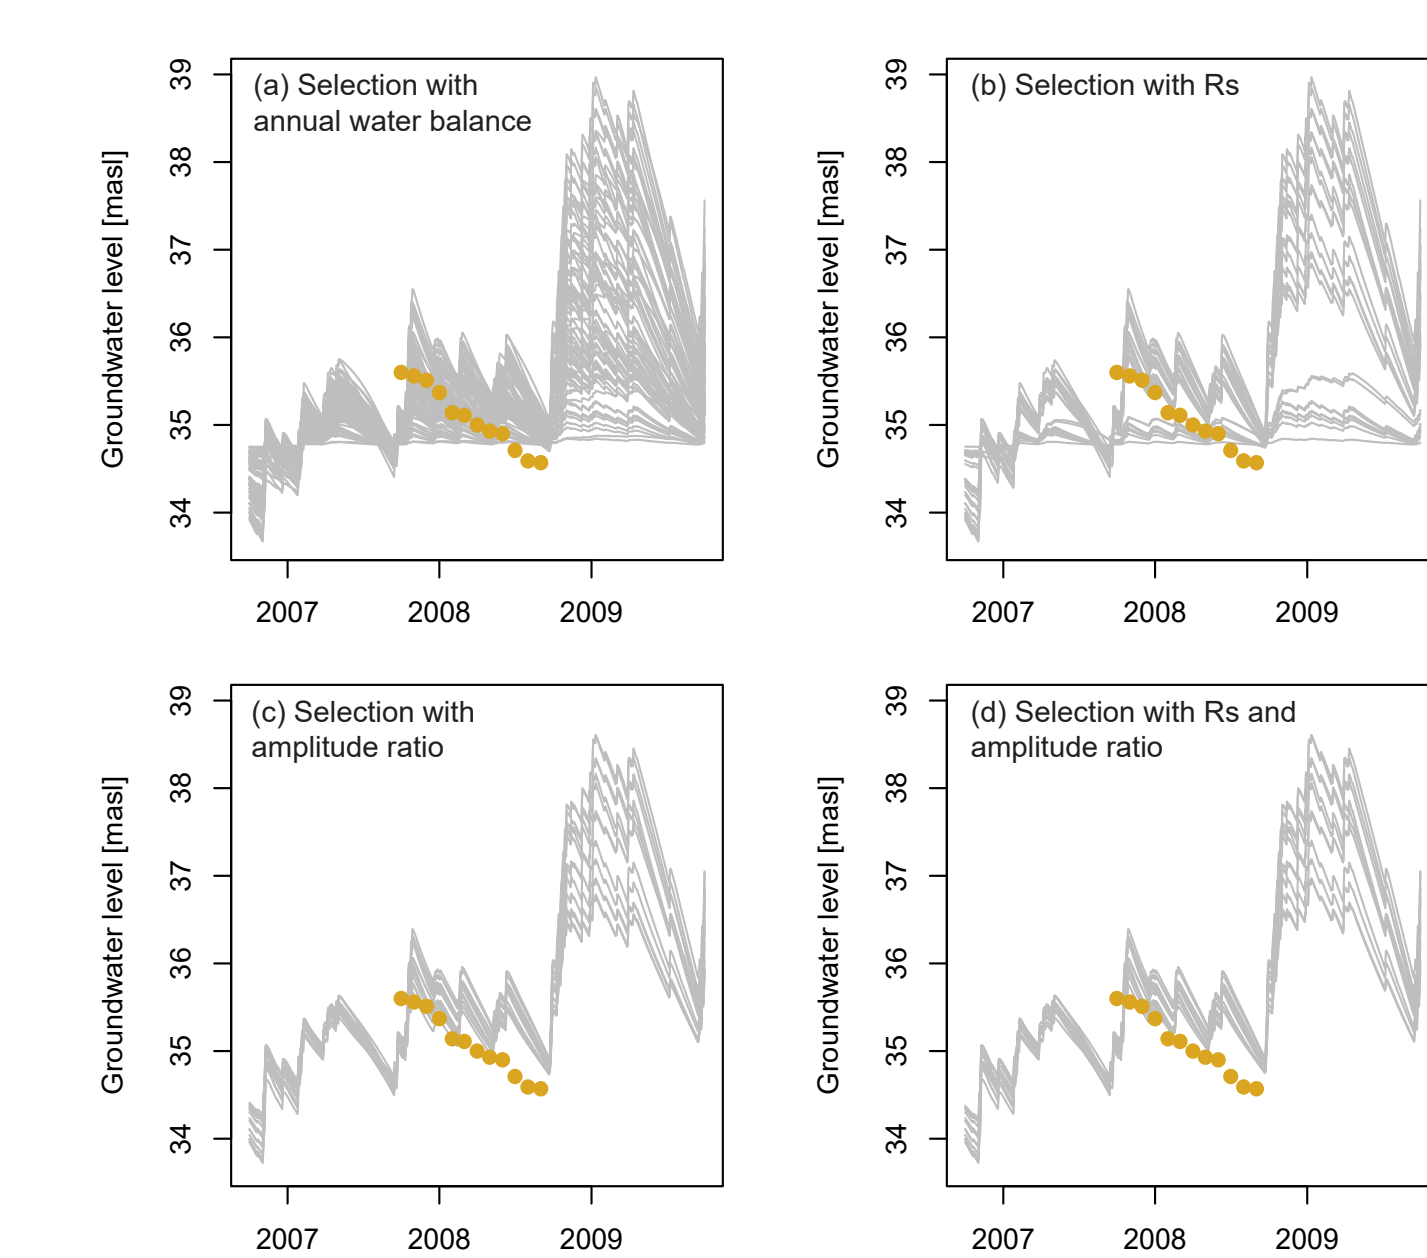 (a) Selection with
annual water balance
Groundwater level [masl]
39
38
37
36
35
34
2007 2008 2009
(b) Selection with Rs
Groundwater level [masl]
39
38
37
36
35
34
2007 2008 2009
(c) Selection with
amplitude ratio
Groundwater level [masl]
39
38
37
36
35
34
2007 2008 2009
(d) Selection with Rs and
amplitude ratio
Groundwater level [masl]
39
38
37
36
35
34
2007 2008 2009